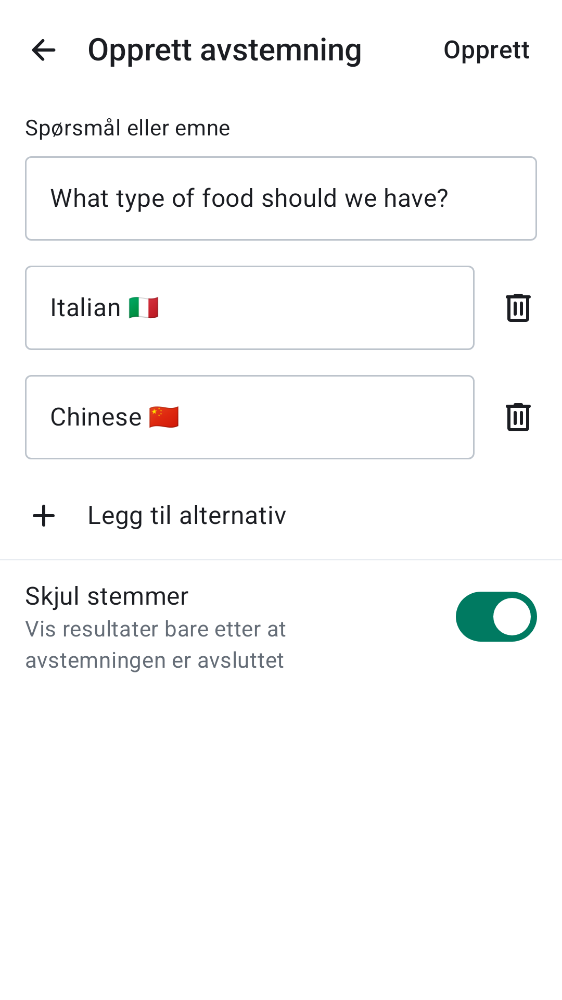 Opprett avstemning
Opprett
Spørsmål eller emne
What type of food should we have?
Italian 🇮🇹
Chinese 🇨🇳
Legg til alternativ
Skjul stemmer
Vis resultater bare etter at
avstemningen er avsluttet